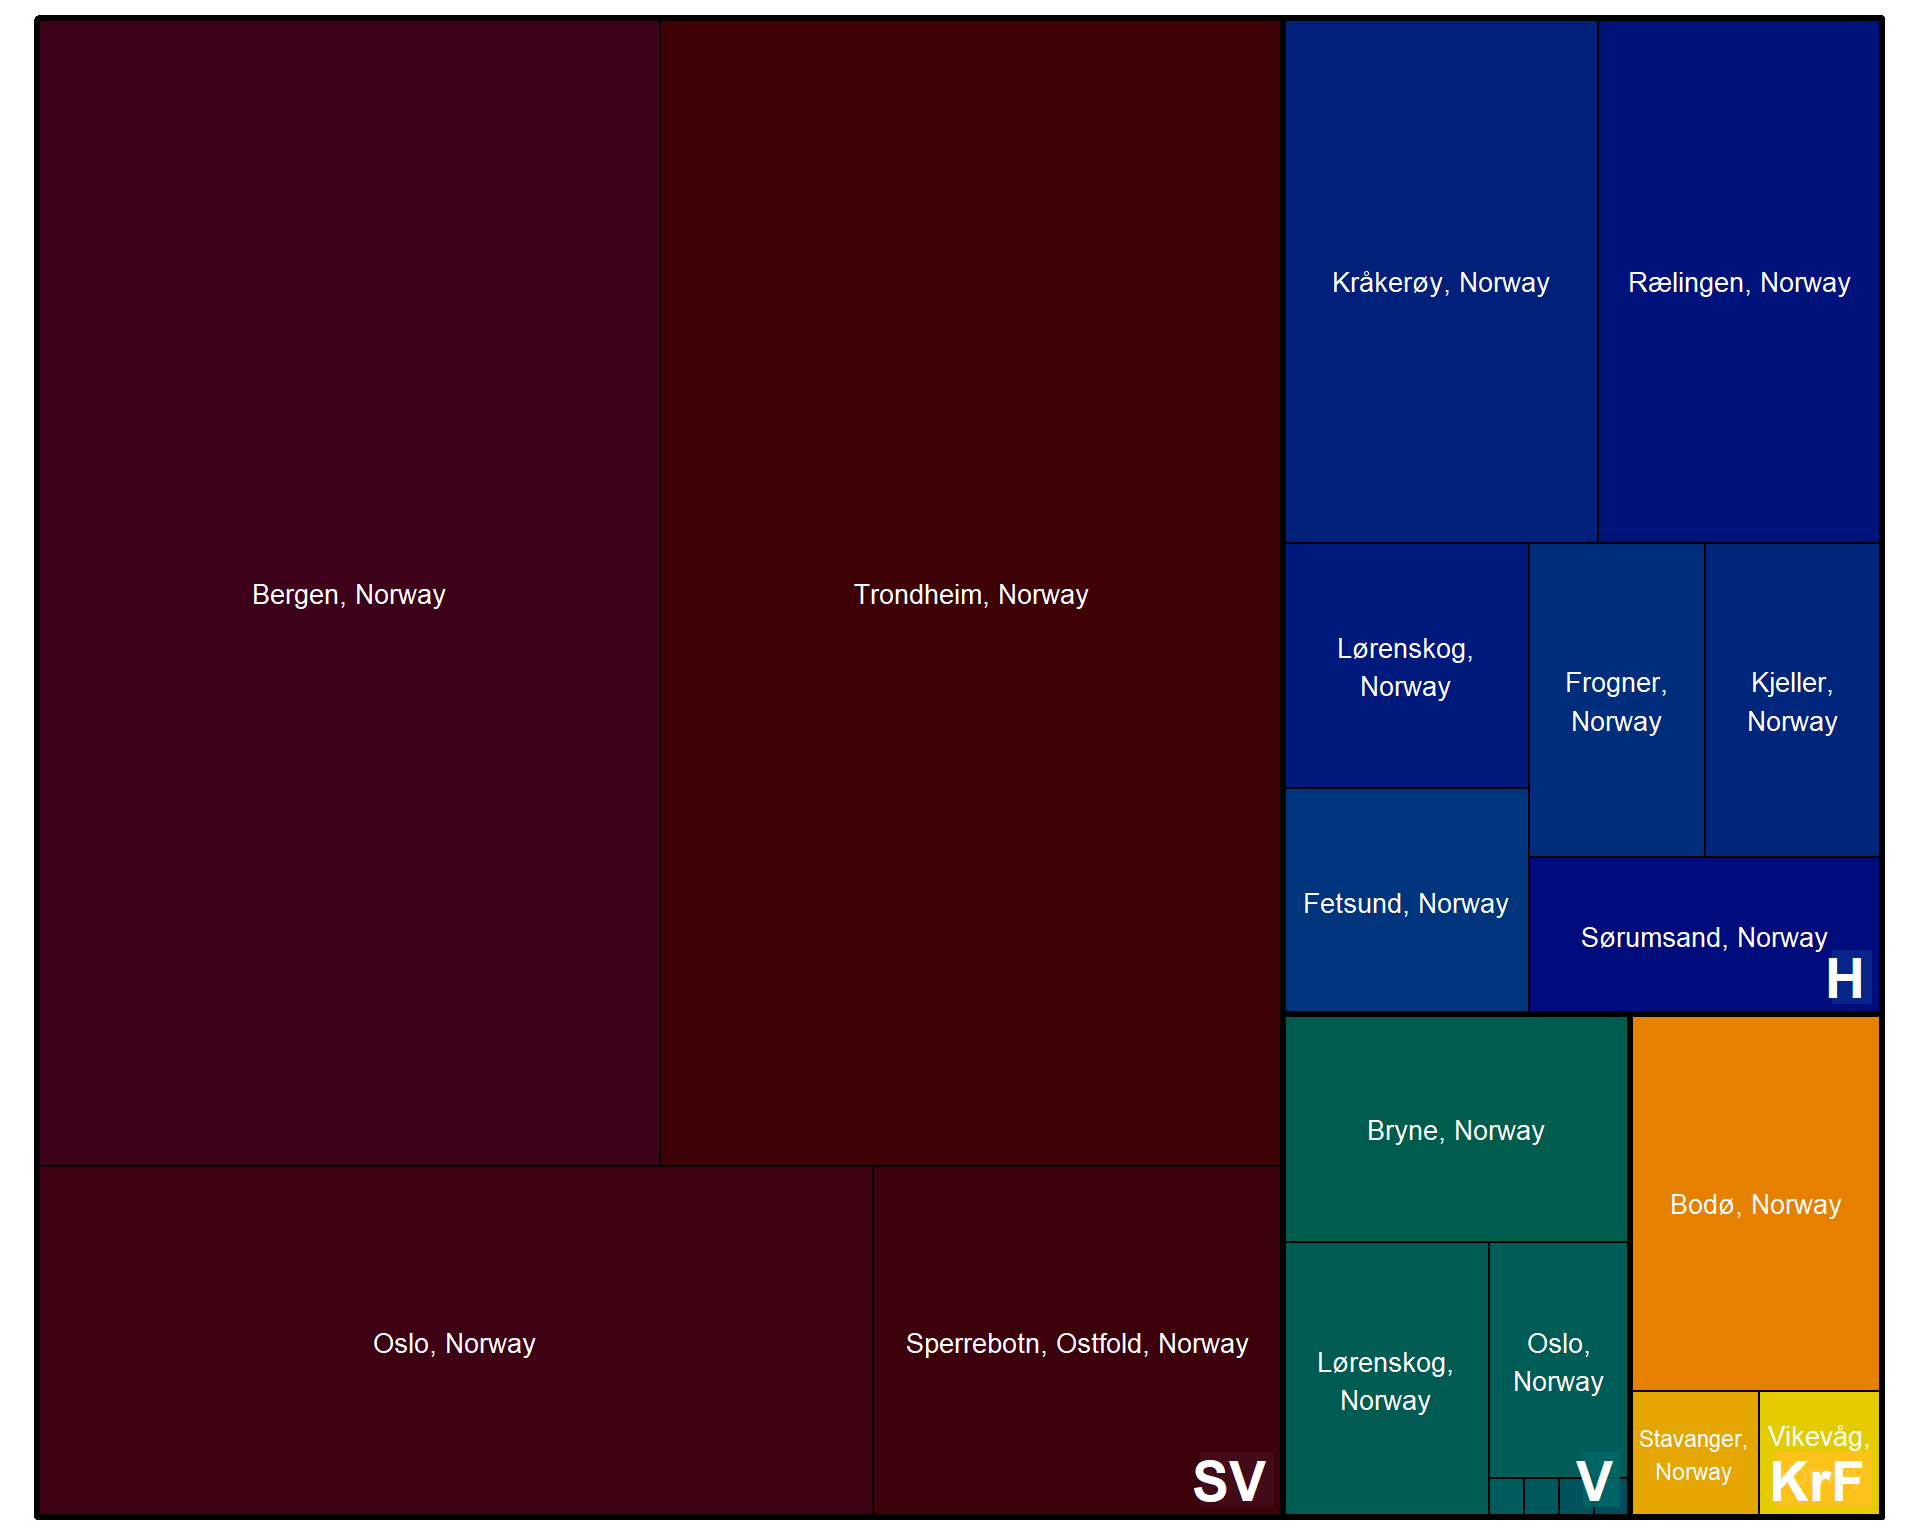 Bergen, Norway
Trondheim, Norway
Oslo, Norway
Sperrebotn, Ostfold, Norway
SV
Kråkerøy, Norway
Rælingen, Norway
Lørenskog,
Norway
Frogner,
Norway
Kjeller,
Norway
Fetsund, Norway
Sørumsand, Norway
H
Bryne, Norway
Lørenskog,
Norway
Oslo,
Norway
V
Bodø, Norway
Stavanger,
Norway
Vikevåg,
KrF